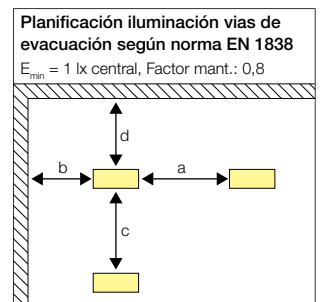 Planificación iluminación vias de
evacuación según norma EN 1838
Emin = 1 lx central, Factor mant.: 0,8
d
b
a
c